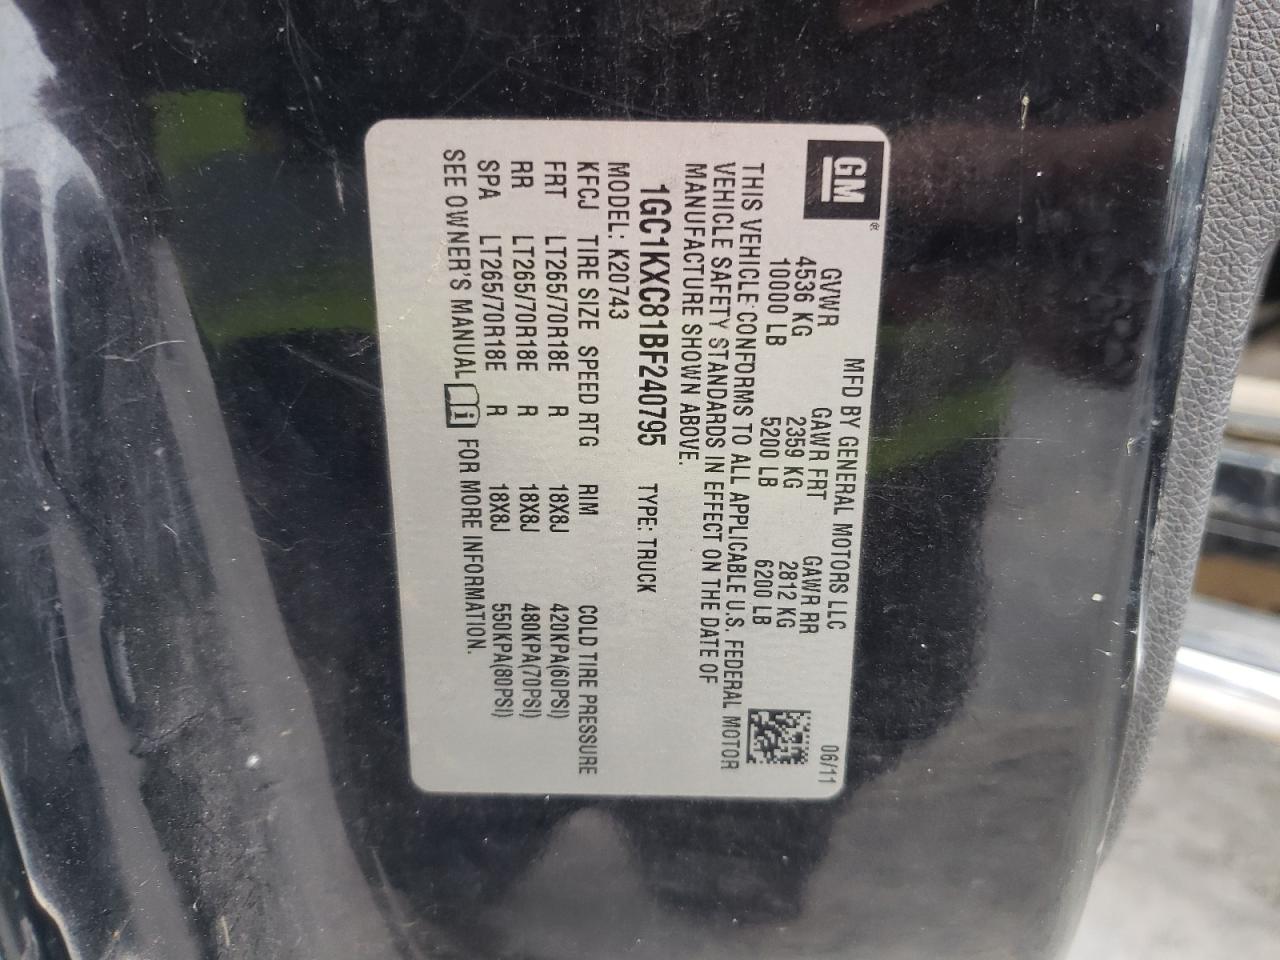 GM
MFD BY GENERAL MOTORS LLC 06/11
GVWR GAWR FRT GAWR RR
4536 KG 2359 KG 2812 KG
10000 LB 5200 LB 6200 LB
THIS VEHICLE CONFORMS TO ALL APPLICABLE U.S. FEDERAL MOTOR
VEHICLE SAFETY STANDARDS IN EFFECT ON THE DATE OF
MANUFACTURE SHOWN ABOVE.
1GC1KXC81BF240795 TYPE: TRUCK
MODEL: K20743
KFCJ TIRE SIZE SPEED RTG RIM COLD TIRE PRESSURE
FRT LT265/70R18E R 18X8J 420KPA(60PSI)
RR LT265/70R18E R 18X8J 480KPA(70PSI)
SPA LT265/70R18E R 18X8J 550KPA(80PSI)
SEE OWNER'S MANUAL i FOR MORE INFORMATION.